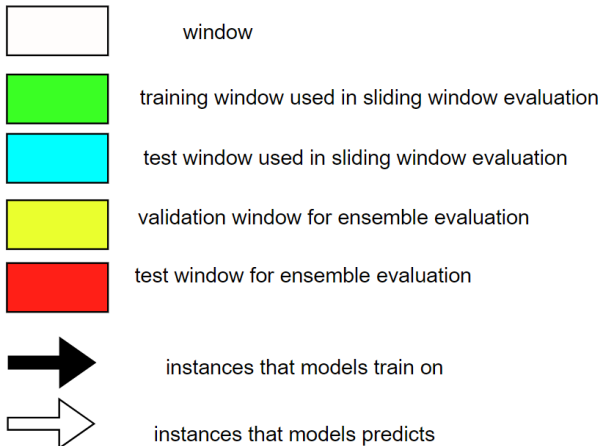 window
training window used in sliding window evaluation
test window used in sliding window evaluation
validation window for ensemble evaluation
test window for ensemble evaluation
instances that models train on
instances that models predicts